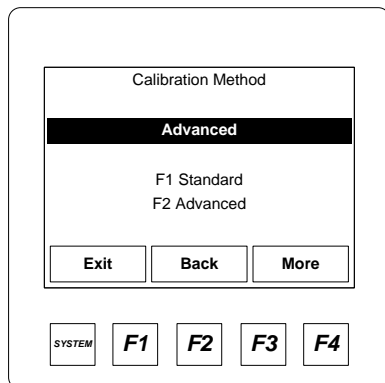 Calibration Method
Advanced
F1 Standard
F2 Advanced
Exit Back More
SYSTEM F1 F2 F3 F4